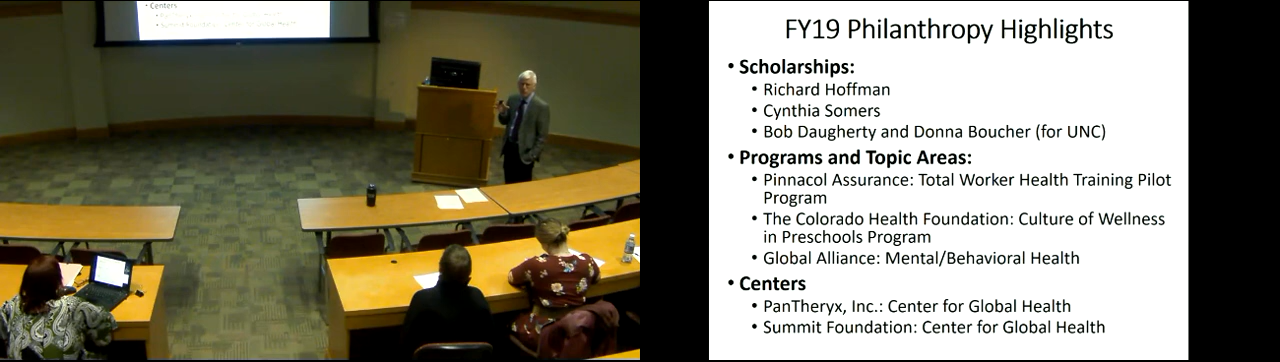 Centers
FY19 Philanthropy Highlights
• Scholarships:
• Richard Hoffman
• Cynthia Somers
• Bob Daugherty and Donna Boucher (for UNC)
• Programs and Topic Areas:
• Pinnacol Assurance: Total Worker Health Training Pilot
Program
• The Colorado Health Foundation: Culture of Wellness
in Preschools Program
• Global Alliance: Mental/Behavioral Health
• Centers
• PanTheryx, Inc.: Center for Global Health
• Summit Foundation: Center for Global Health